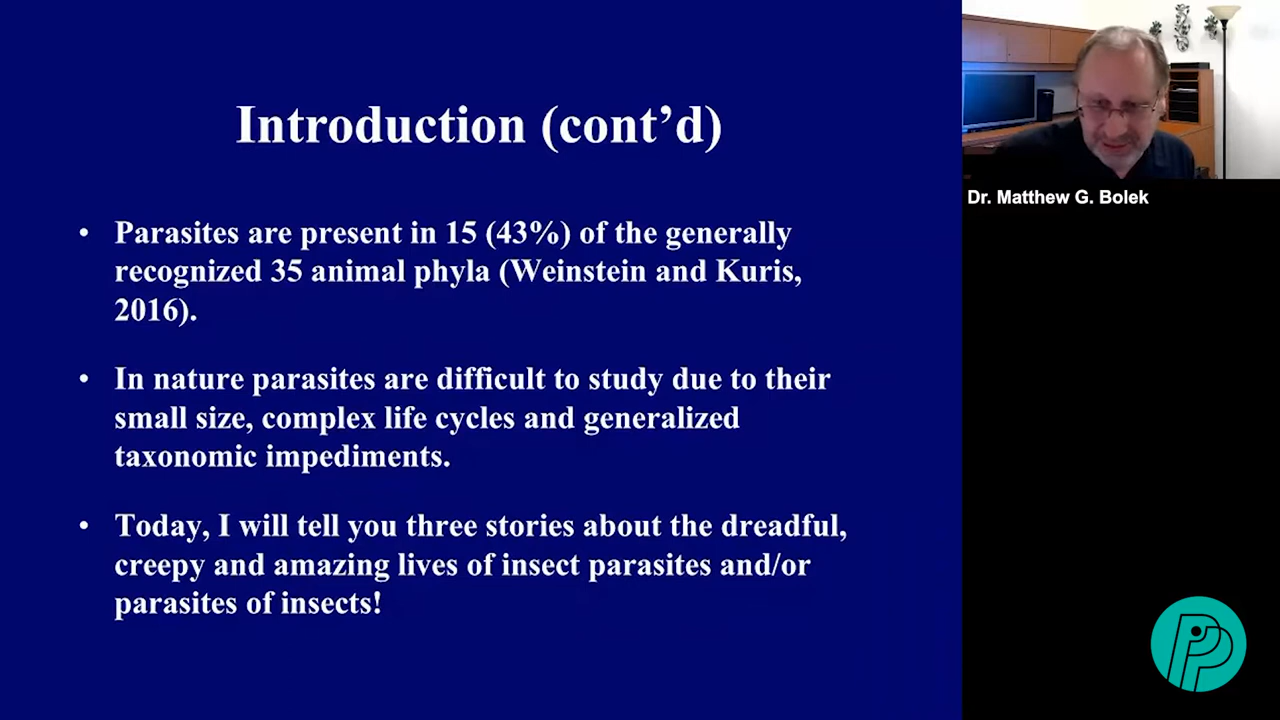 Introduction (cont’d)
• Parasites are present in 15 (43%) of the generally
recognized 35 animal phyla (Weinstein and Kuris,
2016).
• In nature parasites are difficult to study due to their
small size, complex life cycles and generalized
taxonomic impediments.
• Today, I will tell you three stories about the dreadful,
creepy and amazing lives of insect parasites and/or
parasites of insects!
Dr. Matthew G. Bolek
PP